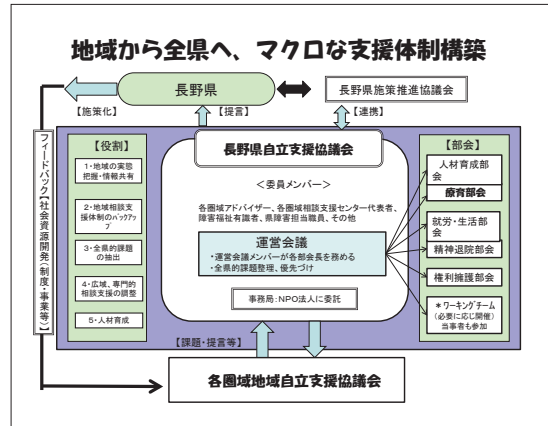 地域から全県へ、マクロな支援体制構築
長野県
長野県施策推進協議会
【施策化】
【提言】
【連携】
フィードバック【社会資源開発(制度・事業等)】
【役割】
1・地域の実態
把握・情報共有
2・地域相談支
援体制のバックアッ
プ
3・全県的課題
の抽出
4・広域、専門的
相談支援の調整
5・人材育成
長野県自立支援協議会
<委員メンバー>
各圏域アドバイザー、各圏域相談支援センター代表者、
障害福祉有識者、県障害担当職員、その他
運営会議
・運営会議メンバーが各部会長を務める
・全県的課題整理、優先づけ
事務局:NPO法人に委託
【部会】
人材育成部
会
療育部会
就労・生活部
会
精神退院部会
権利擁護部会
*ワーキングチーム
(必要に応じ開催)
当事者も参加
【課題・提言等】
各圏域地域自立支援協議会